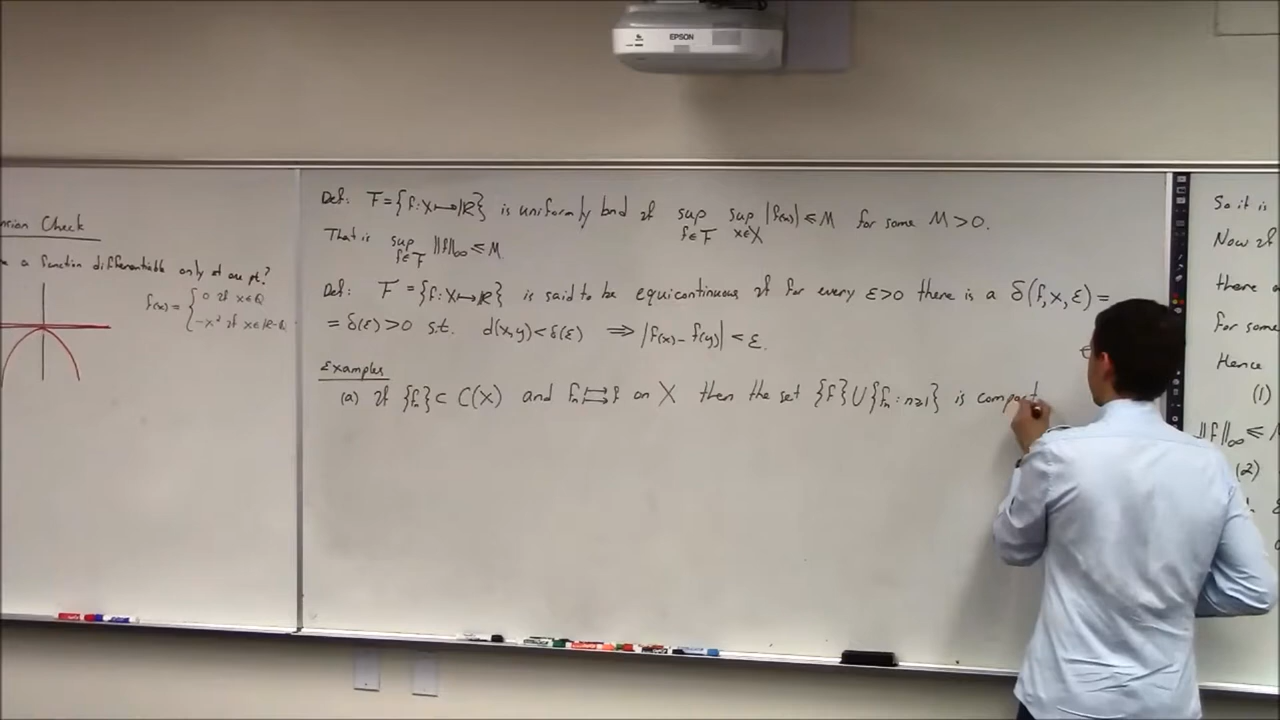 EPSON
nsion Check
a function differentiable only at one pt?
f(x) = { 0 if x∈Q
-x² if x∈R-Q
Def: F = {f: X↦R} is uniformly bnd if sup f∈F sup x∈X |f(x)| ≤ M for some M>0.
That is sup f∈F ||f||∞ ≤ M
Def: F = {f: X↦R} is said to be equicontinuous if for every ε>0 there is a δ(f,x,ε) =
= δ(ε)>0 s.t. d(x,y)<δ(ε) ⟹ |f(x)-f(y)| < ε.
Examples
(a) If {fₙ} ⊂ C(X) and fₙ ⇉ f on X then the set {f} ∪ {fₙ : n≥1} is compact
So it is
Now if
there
for some
Hence
(1)
||f||∞ ≤
(2)